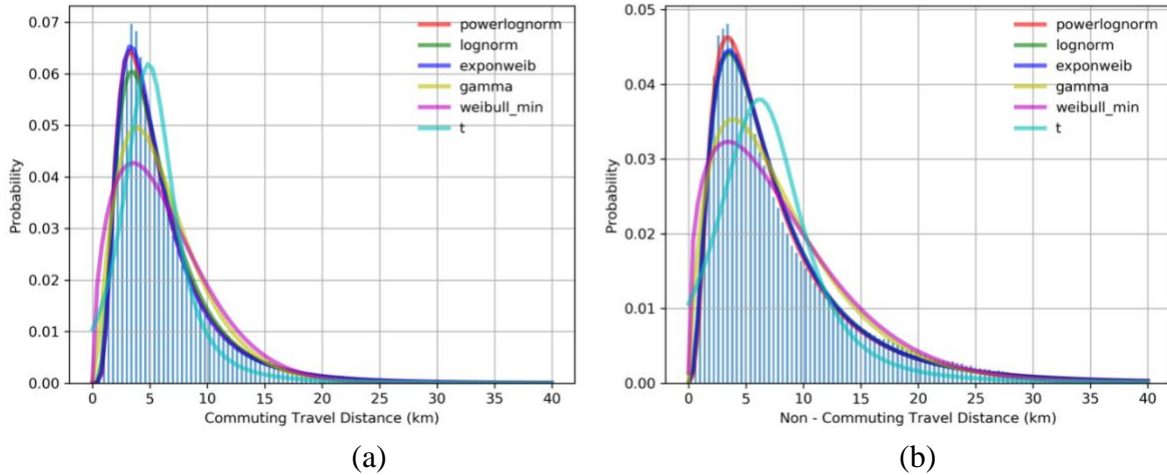 0.07
0.06
0.05
0.04
0.03
0.02
0.01
0.00
Probability
powerlognorm
lognorm
exponweib
gamma
weibull_min
t
0 5 10 15 20 25 30 35 40
Commuting Travel Distance (km)
(a)
0.05
0.04
0.03
0.02
0.01
0.00
Probability
powerlognorm
lognorm
exponweib
gamma
weibull_min
t
0 5 10 15 20 25 30 35 40
Non - Commuting Travel Distance (km)
(b)